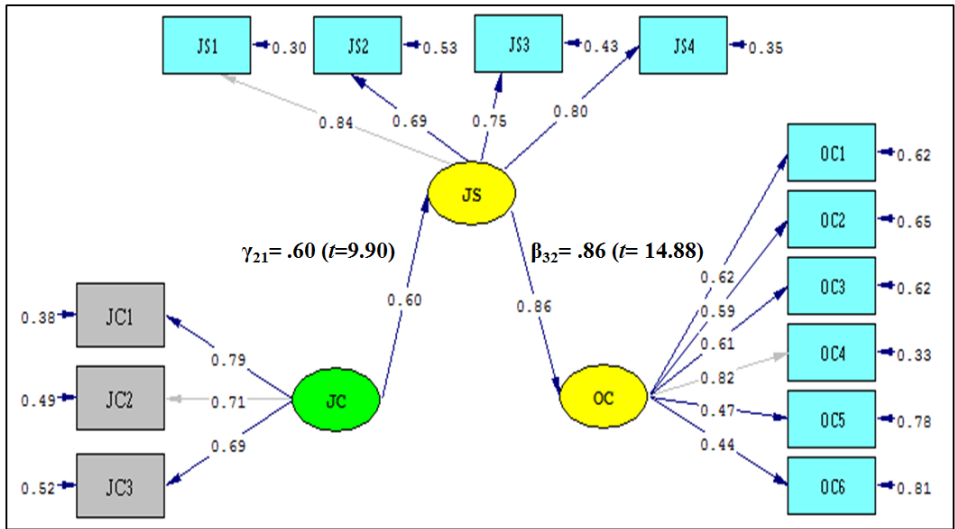 JS1
0.30
JS2
0.53
JS3
0.43
JS4
0.35
0.84
0.69
0.75
0.80
JS
γ21= .60 (t=9.90)
β32= .86 (t= 14.88)
0.60
0.86
0.38
JC1
0.49
JC2
0.52
JC3
0.79
0.71
0.69
JC
OC
0.62
0.59
0.61
0.82
0.47
0.44
OC1
0.62
OC2
0.65
OC3
0.62
OC4
0.33
OC5
0.78
OC6
0.81